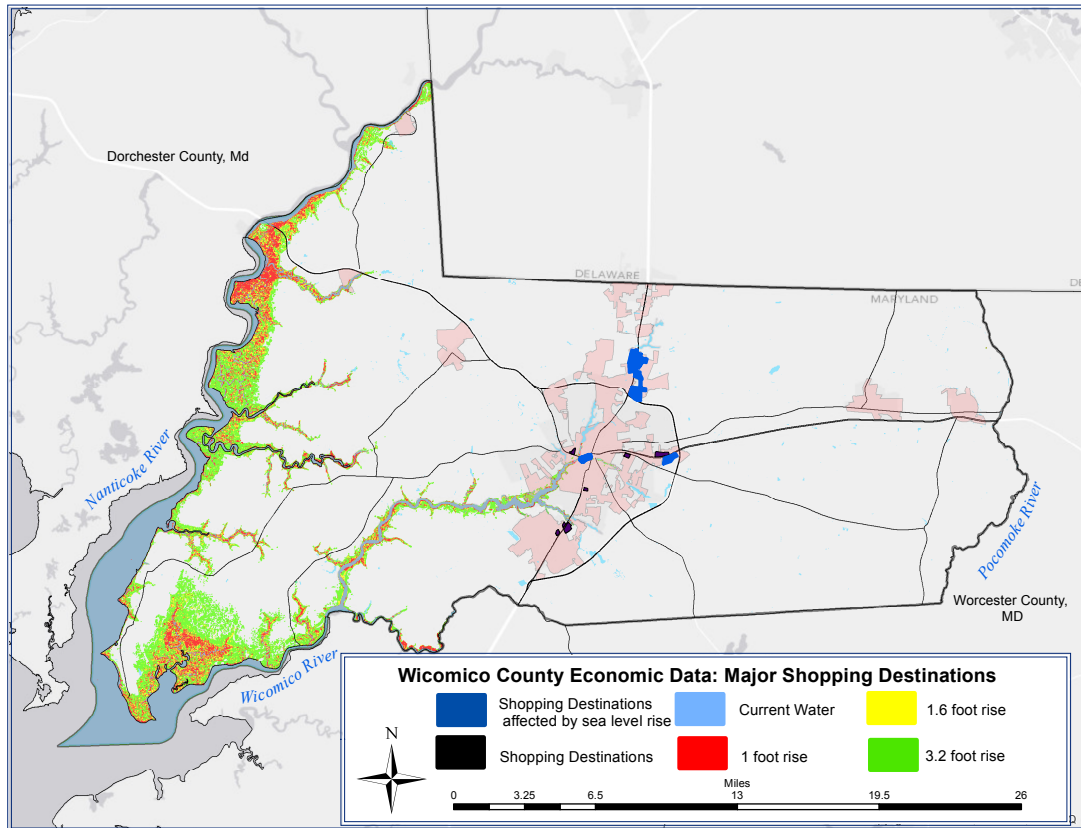 Dorchester County, Md
DELAWARE
DE
MARYLAND
Nanticoke River
Pocomoke River
Worcester County,
MD
Wicomico River
Wicomico County Economic Data: Major Shopping Destinations
Shopping Destinations
affected by sea level rise
Current Water
1.6 foot rise
Shopping Destinations
1 foot rise
3.2 foot rise
N
Miles
0
3.25
6.5
13
19.5
26